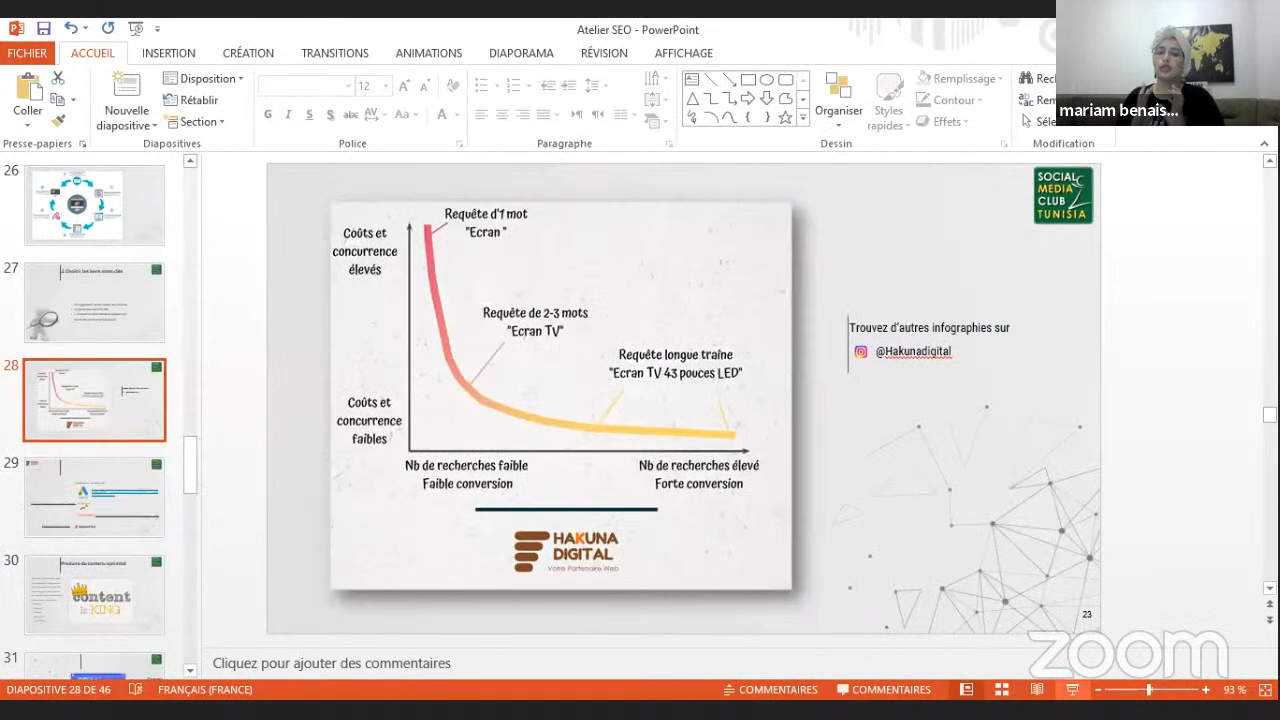 Atelier SEO - PowerPoint
FICHIER ACCUEIL INSERTION CRÉATION TRANSITIONS ANIMATIONS DIAPORAMA RÉVISION AFFICHAGE
Coller
Nouvelle
diapositive
Disposition
Rétablir
Section
12
G I S
Organiser
Styles
rapides
Remplissage
Contour
Effets
mariam benais...
Presse-papiers Diapositives Police Paragraphe Dessin Modification
26
27
28
29
30
content
is KING
31
SOCIAL
MEDIA
CLUB
TUNISIA
Requête d'1 mot
"Ecran "
Coûts et
concurrence
élevés
Requête de 2-3 mots
"Ecran TV"
Requête longue traîne
"Ecran TV 43 pouces LED"
Coûts et
concurrence
faibles
Nb de recherches faible
Faible conversion
Nb de recherches élevé
Forte conversion
HAKUNA
DIGITAL
Votre Partenaire Web
Trouvez d'autres infographies sur
@Hakunadigital
23
zoom
Cliquez pour ajouter des commentaires
DIAPOSITIVE 28 DE 46 FRANÇAIS (FRANCE) COMMENTAIRES COMMENTAIRES 93 %